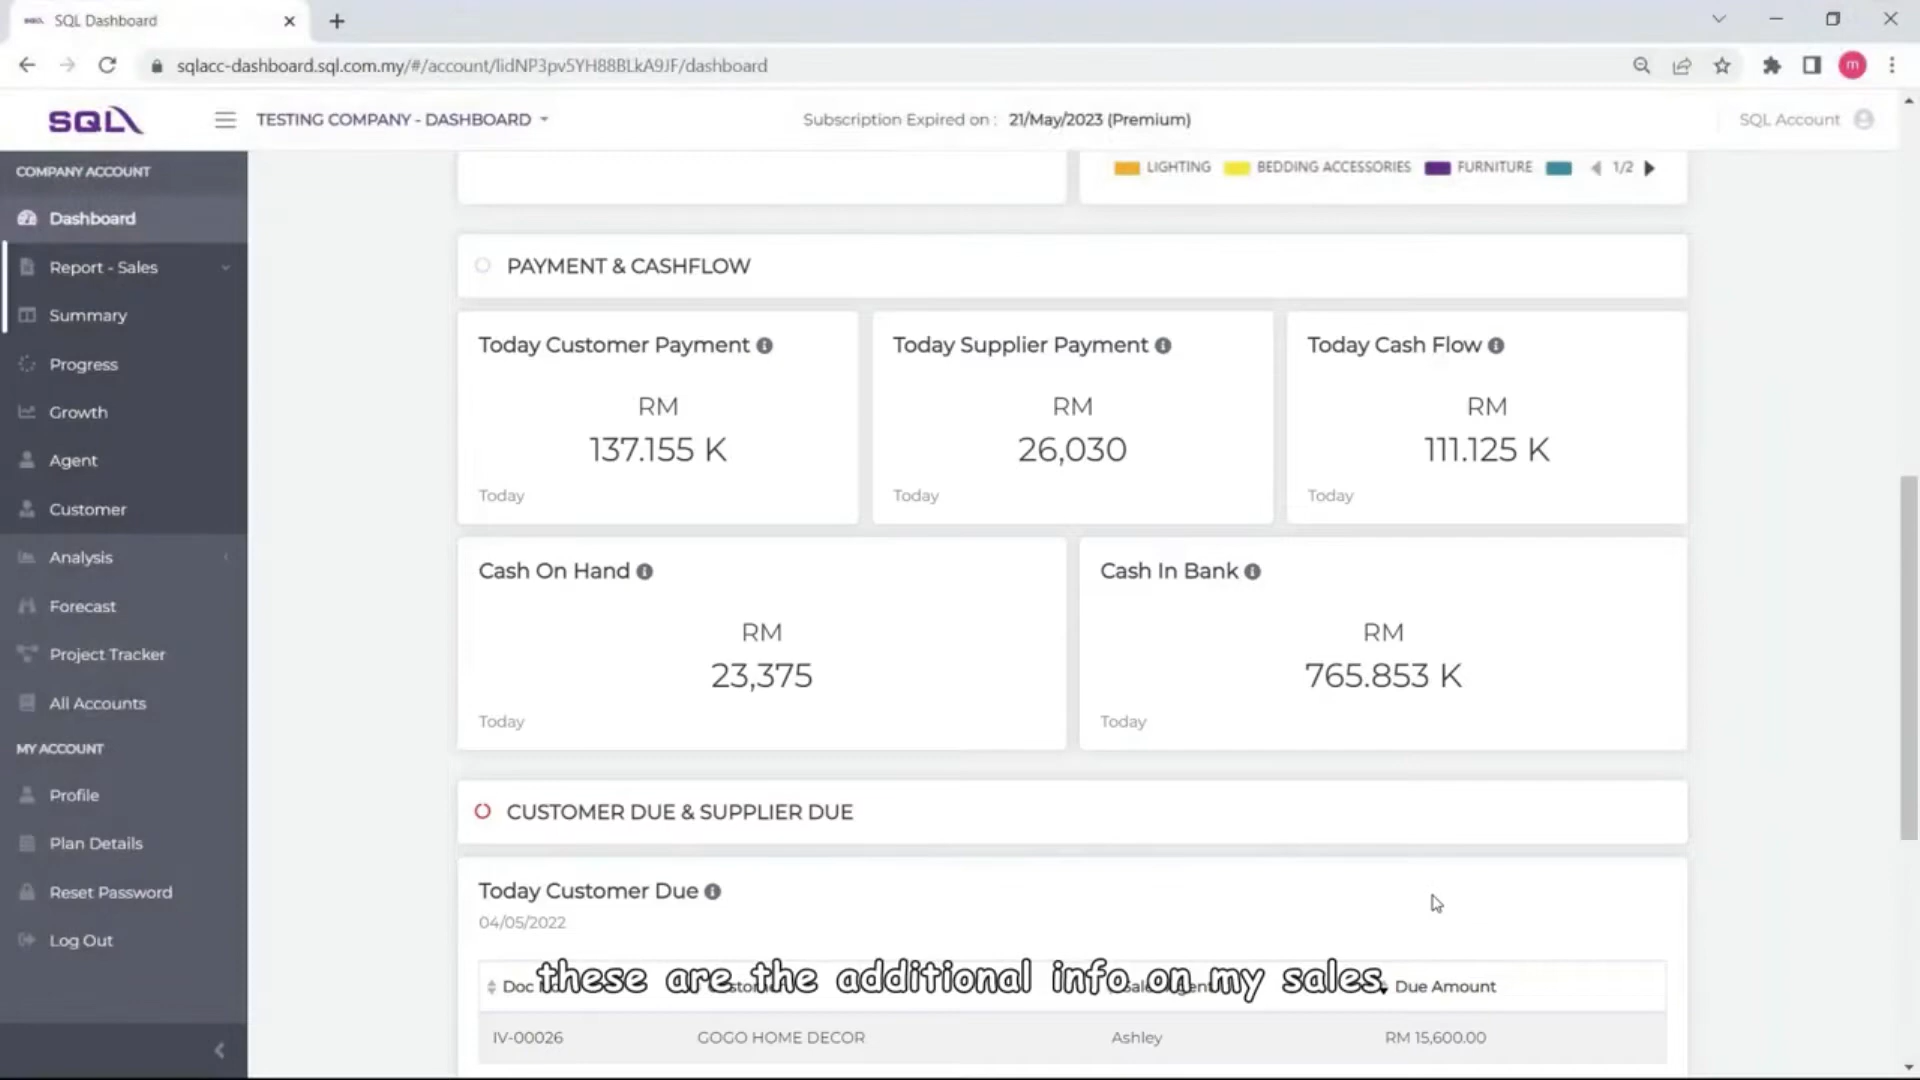 SQL Dashboard
sqlacc-dashboard.sql.com.my/#/account/lidNP3pv5YH88BLkA9JF/dashboard
m
SQL
TESTING COMPANY - DASHBOARD
Subscription Expired on : 21/May/2023 (Premium)
SQL Account
COMPANY ACCOUNT
Dashboard
Report - Sales
Summary
Progress
Growth
Agent
Customer
Analysis
Forecast
Project Tracker
All Accounts
MY ACCOUNT
Profile
Plan Details
Reset Password
Log Out
LIGHTING BEDDING ACCESSORIES FURNITURE 1/2
PAYMENT & CASHFLOW
Today Customer Payment
RM
137.155 K
Today
Today Supplier Payment
RM
26,030
Today
Today Cash Flow
RM
111.125 K
Today
Cash On Hand
RM
23,375
Today
Cash In Bank
RM
765.853 K
Today
CUSTOMER DUE & SUPPLIER DUE
Today Customer Due
04/05/2022
these are the additional info on my sales.
Doc Due Amount
IV-00026 GOGO HOME DECOR Ashley RM 15,600.00